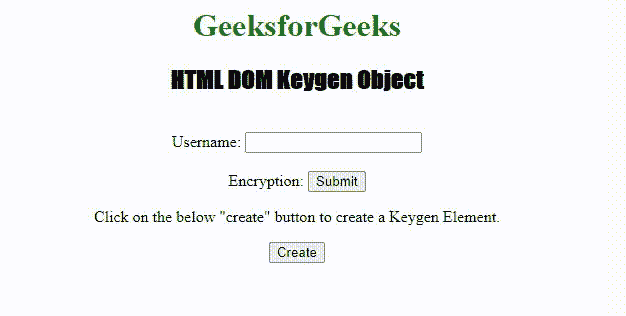 GeeksforGeeks
HTML DOM Keygen Object
Username:
Encryption: Submit
Click on the below "create" button to create a Keygen Element.
Create